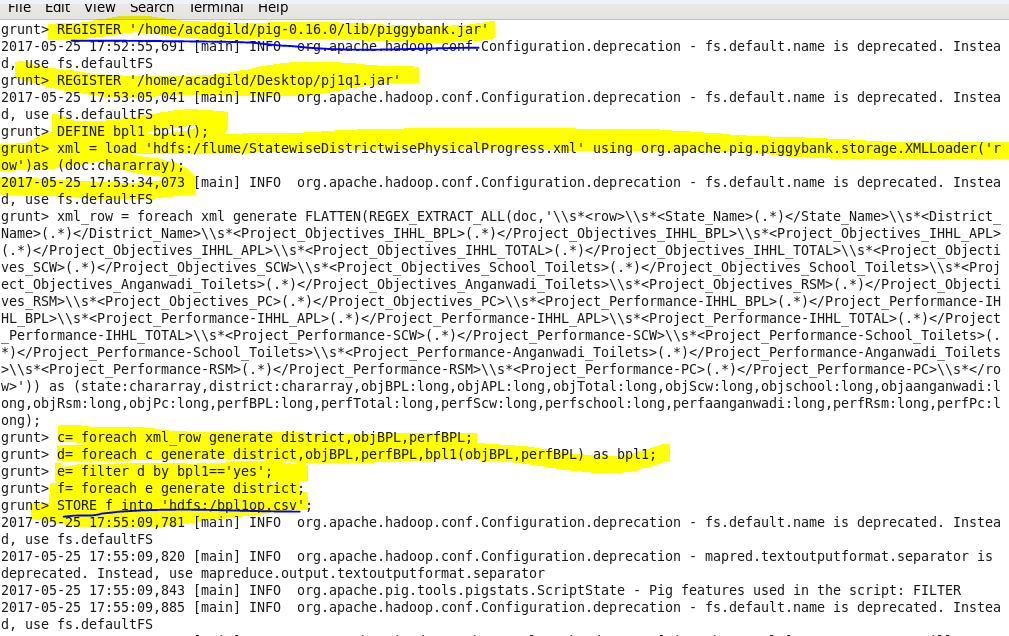 File Edit View Search Terminal Help
grunt> REGISTER '/home/acadgild/pig-0.16.0/lib/piggybank.jar'
2017-05-25 17:52:55,691 [main] INFO  org.apache.hadoop.conf.Configuration.deprecation - fs.default.name is deprecated. Instea
d, use fs.defaultFS
grunt> REGISTER '/home/acadgild/Desktop/pj1q1.jar'
2017-05-25 17:53:05,041 [main] INFO  org.apache.hadoop.conf.Configuration.deprecation - fs.default.name is deprecated. Instea
d, use fs.defaultFS
grunt> DEFINE bpl1 bpl1();
grunt> xml = load 'hdfs:/flume/StatewiseDistrictwisePhysicalProgress.xml' using org.apache.pig.piggybank.storage.XMLLoader('r
ow')as (doc:chararray);
2017-05-25 17:53:34,073 [main] INFO  org.apache.hadoop.conf.Configuration.deprecation - fs.default.name is deprecated. Instea
d, use fs.defaultFS
grunt> xml_row = foreach xml generate FLATTEN(REGEX_EXTRACT_ALL(doc,'\\s*<row>\\s*<State_Name>(.*)</State_Name>\\s*<District_
Name>(.*)</District_Name>\\s*<Project_Objectives_IHHL_BPL>(.*)</Project_Objectives_IHHL_BPL>\\s*<Project_Objectives_IHHL_APL>
(.*)</Project_Objectives_IHHL_APL>\\s*<Project_Objectives_IHHL_TOTAL>(.*)</Project_Objectives_IHHL_TOTAL>\\s*<Project_Objecti
ves_SCW>(.*)</Project_Objectives_SCW>\\s*<Project_Objectives_School_Toilets>(.*)</Project_Objectives_School_Toilets>\\s*<Proj
ect_Objectives_Anganwadi_Toilets>(.*)</Project_Objectives_Anganwadi_Toilets>\\s*<Project_Objectives_RSM>(.*)</Project_Objecti
ves_RSM>\\s*<Project_Objectives_PC>(.*)</Project_Objectives_PC>\\s*<Project_Performance-IHHL_BPL>(.*)</Project_Performance-IH
HL_BPL>\\s*<Project_Performance-IHHL_APL>(.*)</Project_Performance-IHHL_APL>\\s*<Project_Performance-IHHL_TOTAL>(.*)</Project
_Performance-IHHL_TOTAL>\\s*<Project_Performance-SCW>(.*)</Project_Performance-SCW>\\s*<Project_Performance-School_Toilets>(.
*)</Project_Performance-School_Toilets>\\s*<Project_Performance-Anganwadi_Toilets>(.*)</Project_Performance-Anganwadi_Toilets
>\\s*<Project_Performance-RSM>(.*)</Project_Performance-RSM>\\s*<Project_Performance-PC>(.*)</Project_Performance-PC>\\s*</ro
w>')) as (state:chararray,district:chararray,objBPL:long,objAPL:long,objTotal:long,objScw:long,objschool:long,objaanganwadi:l
ong,objRsm:long,objPc:long,perfBPL:long,perfTotal:long,perfScw:long,perfschool:long,perfaanganwadi:long,perfRsm:long,perfPc:l
ong);
grunt> c= foreach xml_row generate district,objBPL,perfBPL;
grunt> d= foreach c generate district,objBPL,perfBPL,bpl1(objBPL,perfBPL) as bpl1;
grunt> e= filter d by bpl1=='yes';
grunt> f= foreach e generate district;
grunt> STORE f into 'hdfs:/bpl1op.csv';
2017-05-25 17:55:09,781 [main] INFO  org.apache.hadoop.conf.Configuration.deprecation - fs.default.name is deprecated. Instea
d, use fs.defaultFS
2017-05-25 17:55:09,820 [main] INFO  org.apache.hadoop.conf.Configuration.deprecation - mapred.textoutputformat.separator is
deprecated. Instead, use mapreduce.output.textoutputformat.separator
2017-05-25 17:55:09,843 [main] INFO  org.apache.pig.tools.pigstats.ScriptState - Pig features used in the script: FILTER
2017-05-25 17:55:09,885 [main] INFO  org.apache.hadoop.conf.Configuration.deprecation - fs.default.name is deprecated. Instea
d, use fs.defaultFS